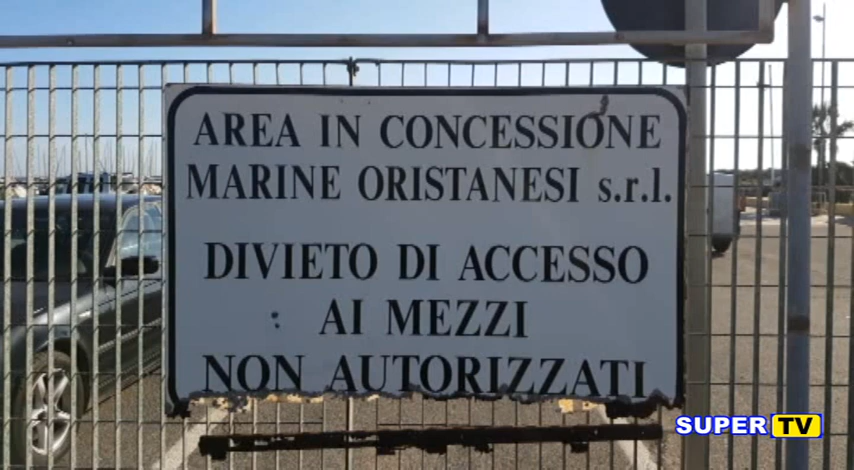 AREA IN CONCESSIONE
MARINE ORISTANESI s.r.l.
DIVIETO DI ACCESSO
AI MEZZI
NON AUTORIZZATI
SUPER TV